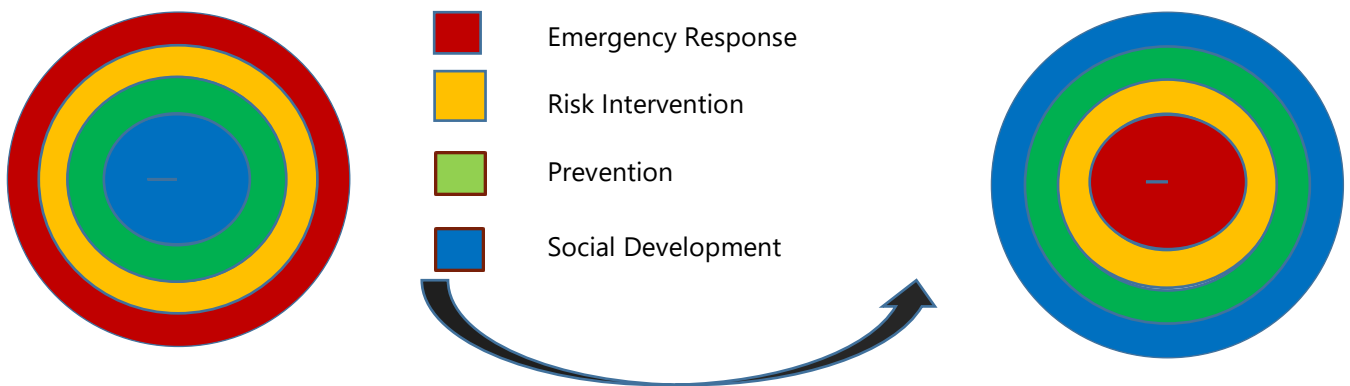 Emergency Response
Risk Intervention
Prevention
Social Development